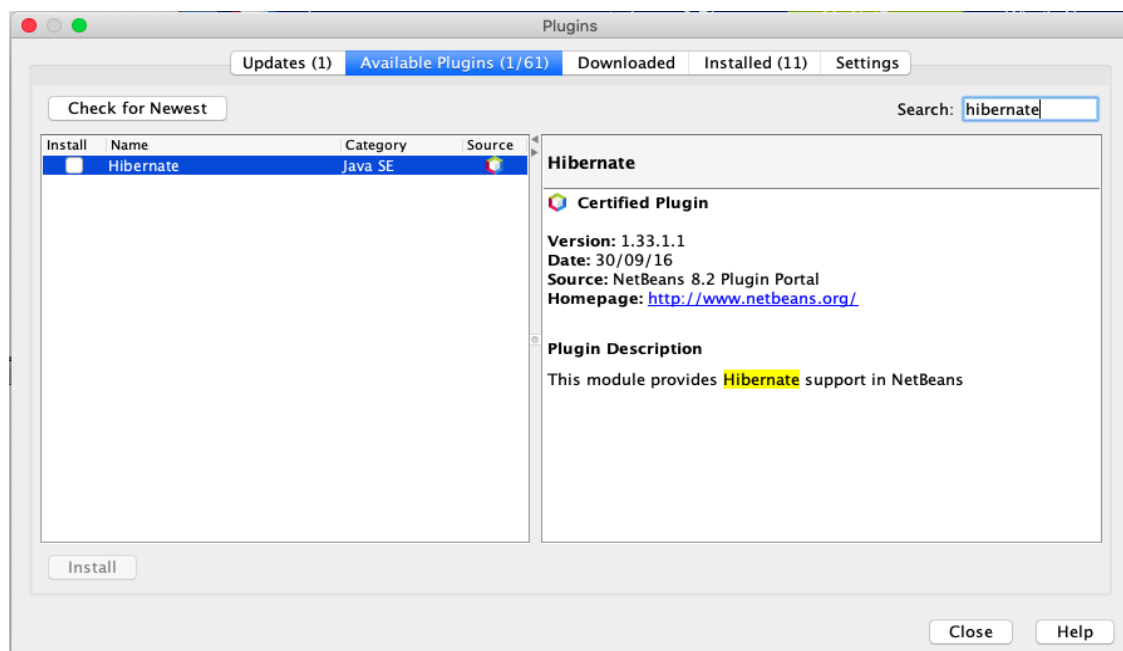 Plugins
Updates (1) Available Plugins (1/61) Downloaded Installed (11) Settings
Check for Newest Search: hibernate
Install Name Category Source
Hibernate Java SE
Hibernate
Certified Plugin
Version: 1.33.1.1
Date: 30/09/16
Source: NetBeans 8.2 Plugin Portal
Homepage: http://www.netbeans.org/
Plugin Description
This module provides Hibernate support in NetBeans
Install
Close Help